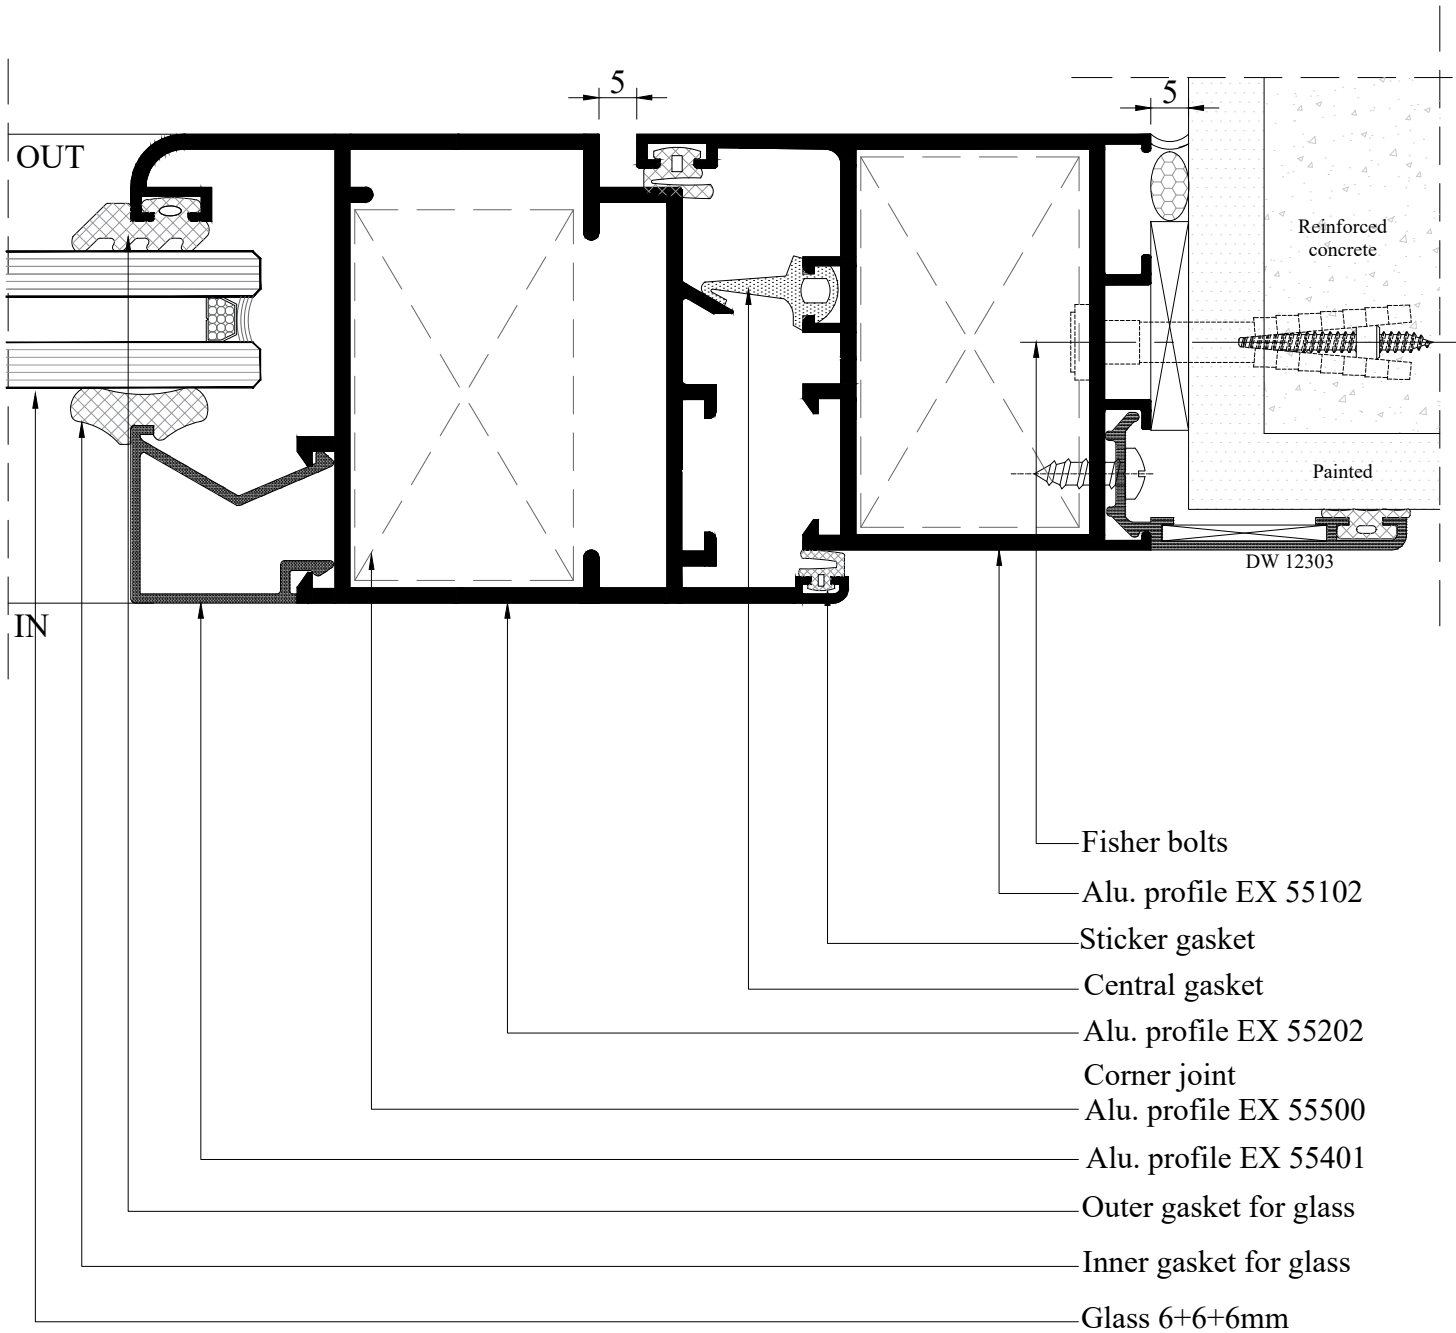 5
5
OUT
Reinforced
concrete
Painted
DW 12303
IN
Fisher bolts
Alu. profile EX 55102
Sticker gasket
Central gasket
Alu. profile EX 55202
Corner joint
Alu. profile EX 55500
Alu. profile EX 55401
Outer gasket for glass
Inner gasket for glass
Glass 6+6+6mm